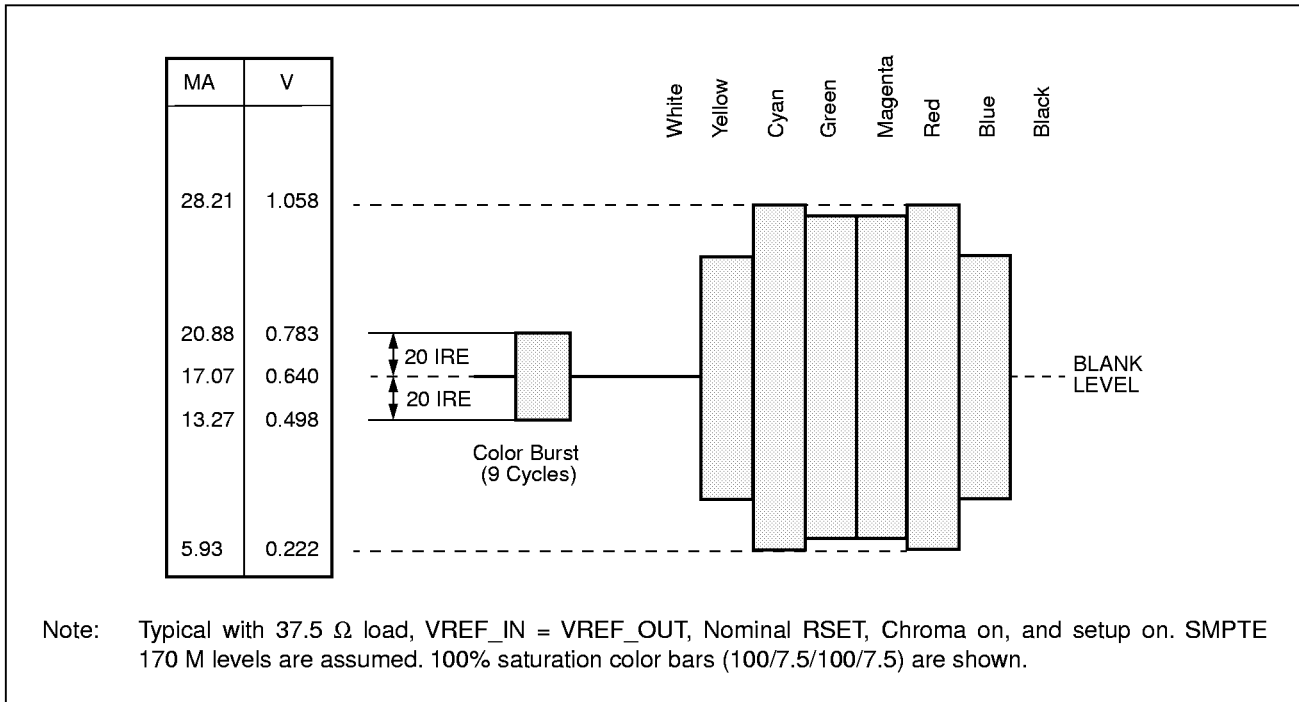 MA V
White
Yellow
Cyan
Green
Magenta
Red
Blue
Black
28.21 1.058
20.88 0.783
20 IRE
17.07 0.640
BLANK
LEVEL
20 IRE
13.27 0.498
Color Burst
(9 Cycles)
5.93 0.222
Note: Typical with 37.5 Ω load, VREF_IN = VREF_OUT, Nominal RSET, Chroma on, and setup on. SMPTE
170 M levels are assumed. 100% saturation color bars (100/7.5/100/7.5) are shown.